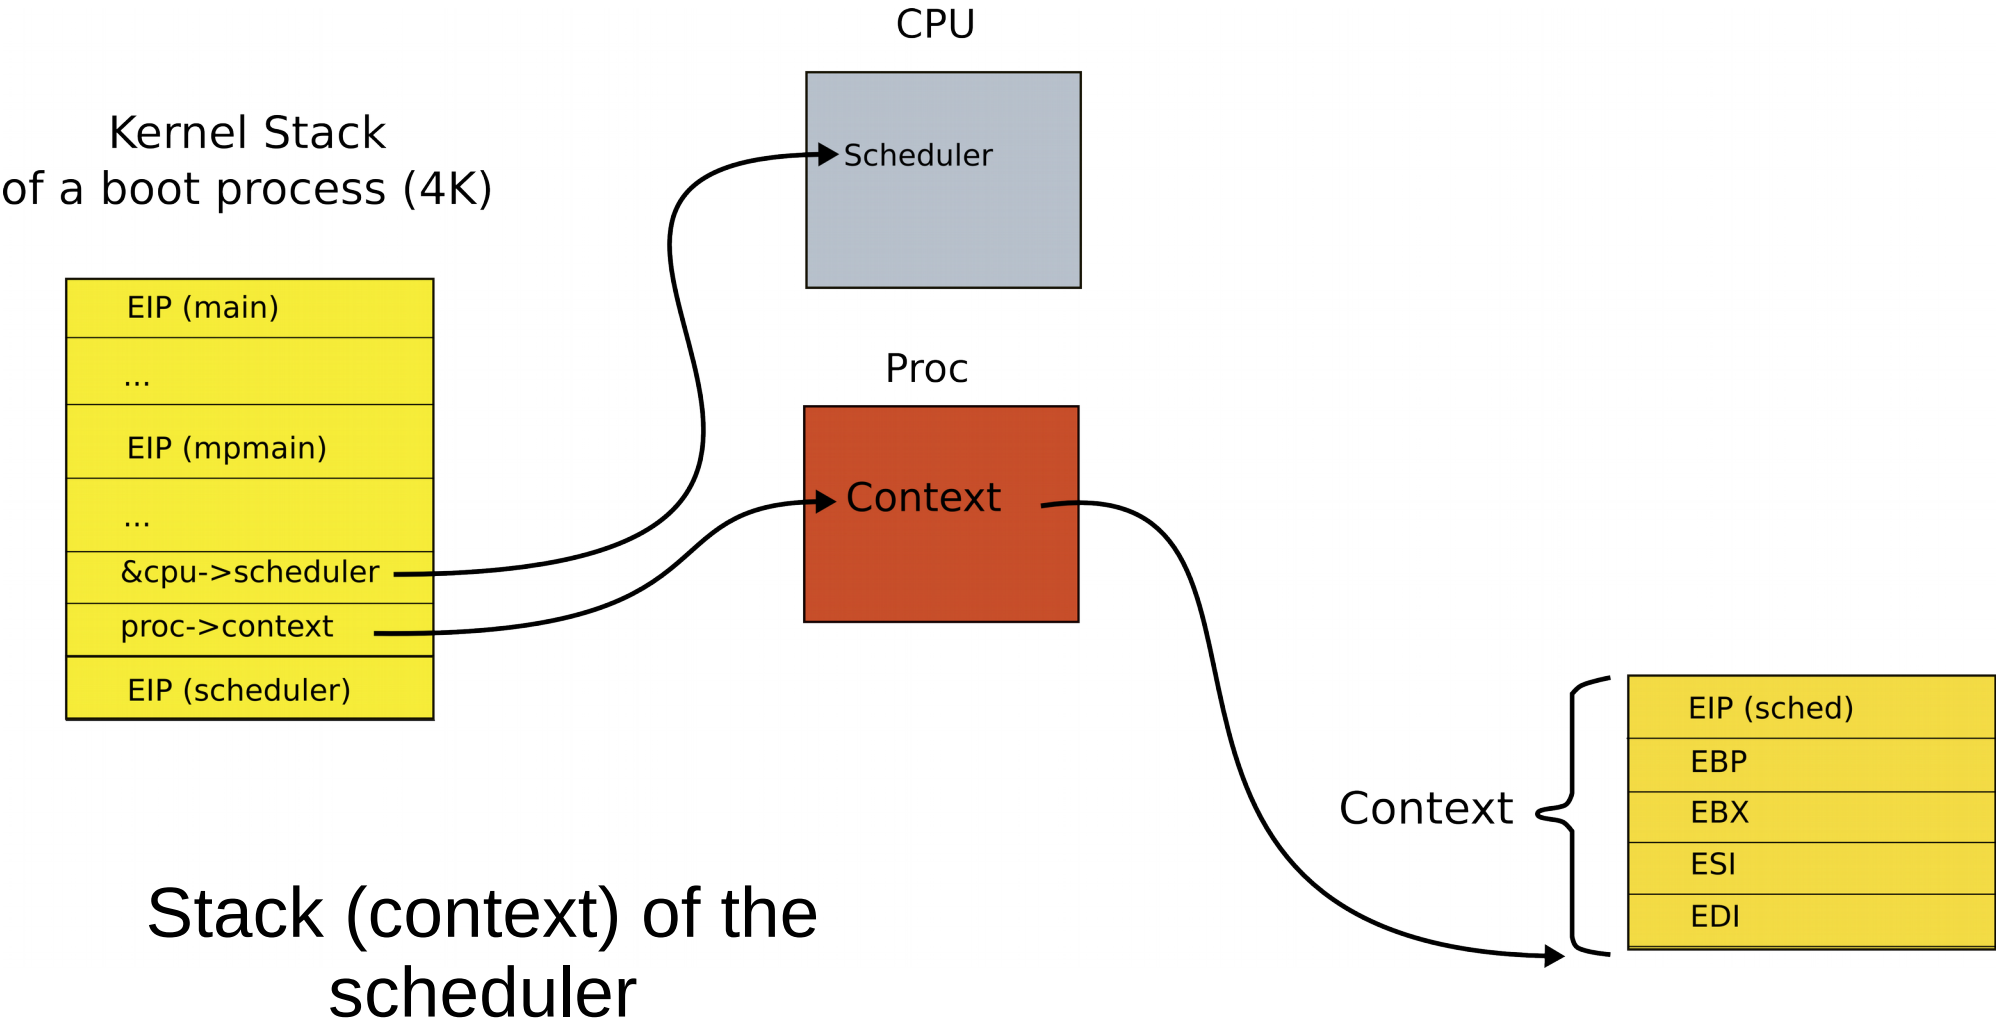 CPU
Scheduler
Kernel Stack
of a boot process (4K)
EIP (main)
...
EIP (mpmain)
...
&cpu->scheduler
proc->context
EIP (scheduler)
Proc
Context
Context
EIP (sched)
EBP
EBX
ESI
EDI
Stack (context) of the
scheduler